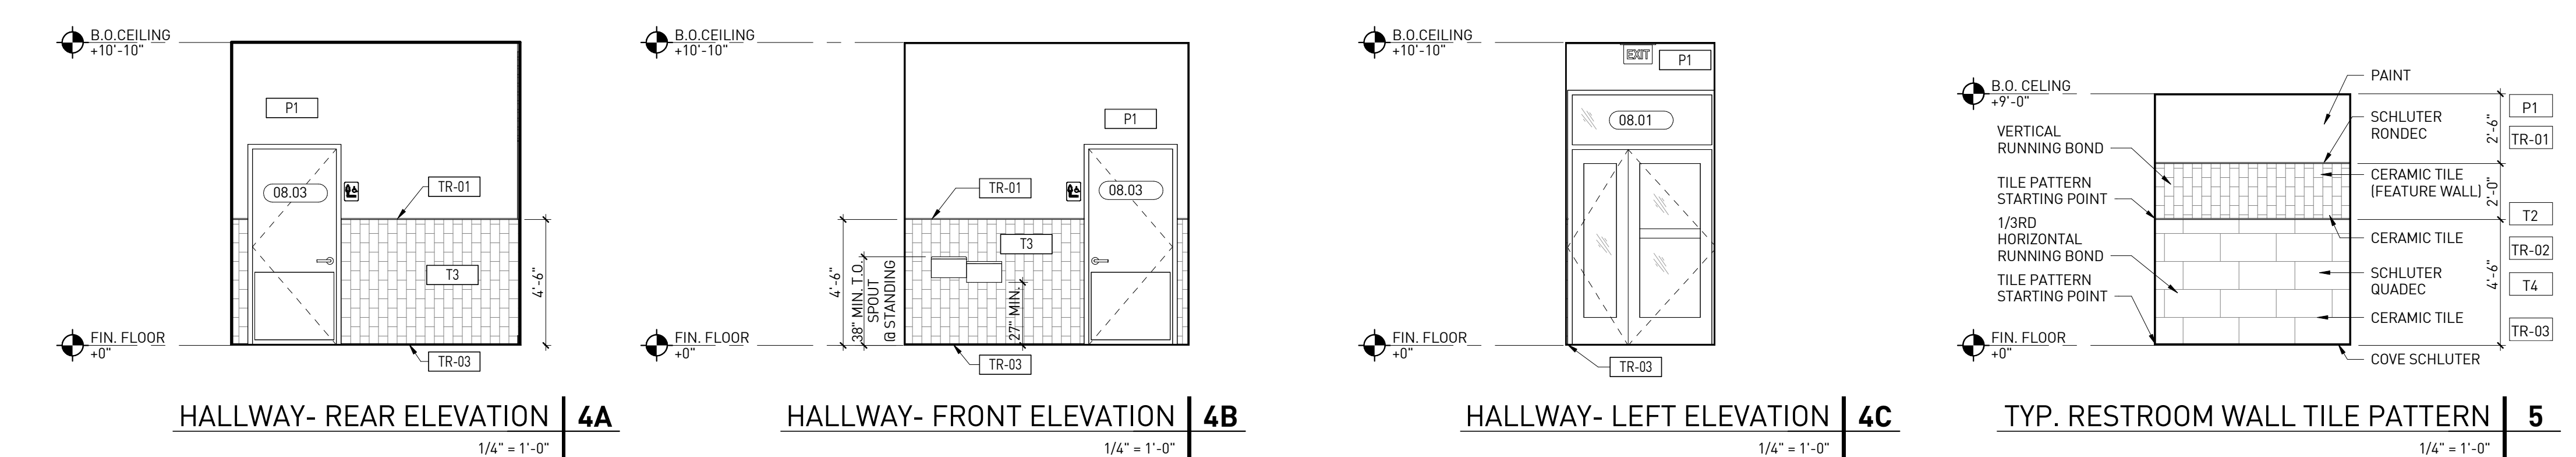 B.O.CEILING
+10'-10"
P1
08.03
TR-01
T3
4'-6"
FIN. FLOOR
+0"
TR-03
HALLWAY- REAR ELEVATION
4A
1/4" = 1'-0"
B.O.CEILING
+10'-10"
P1
TR-01
08.03
T3
4'-6"
38" MIN. T.O.
SPOUT
@ STANDING
27" MIN.
FIN. FLOOR
+0"
TR-03
HALLWAY- FRONT ELEVATION
4B
1/4" = 1'-0"
B.O.CEILING
+10'-10"
EXIT
P1
08.01
FIN. FLOOR
+0"
TR-03
HALLWAY- LEFT ELEVATION
4C
1/4" = 1'-0"
B.O. CELING
+9'-0"
VERTICAL
RUNNING BOND
TILE PATTERN
STARTING POINT
1/3RD
HORIZONTAL
RUNNING BOND
TILE PATTERN
STARTING POINT
FIN. FLOOR
+0"
PAINT
SCHLUTER
RONDEC
CERAMIC TILE
(FEATURE WALL)
CERAMIC TILE
SCHLUTER
QUADEC
CERAMIC TILE
COVE SCHLUTER
2'-6"
2'-0"
4'-6"
P1
TR-01
T2
TR-02
T4
TR-03
TYP. RESTROOM WALL TILE PATTERN
5
1/4" = 1'-0"